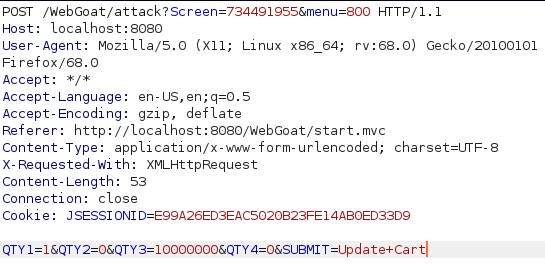 POST /WebGoat/attack?Screen=734491955&menu=800 HTTP/1.1
Host: localhost:8080
User-Agent: Mozilla/5.0 (X11; Linux x86_64; rv:68.0) Gecko/20100101
Firefox/68.0
Accept: */*
Accept-Language: en-US,en;q=0.5
Accept-Encoding: gzip, deflate
Referer: http://localhost:8080/WebGoat/start.mvc
Content-Type: application/x-www-form-urlencoded; charset=UTF-8
X-Requested-With: XMLHttpRequest
Content-Length: 53
Connection: close
Cookie: JSESSIONID=E99A26ED3EAC5020B23FE14AB0ED33D9

QTY1=1&QTY2=0&QTY3=10000000&QTY4=0&SUBMIT=Update+Cart